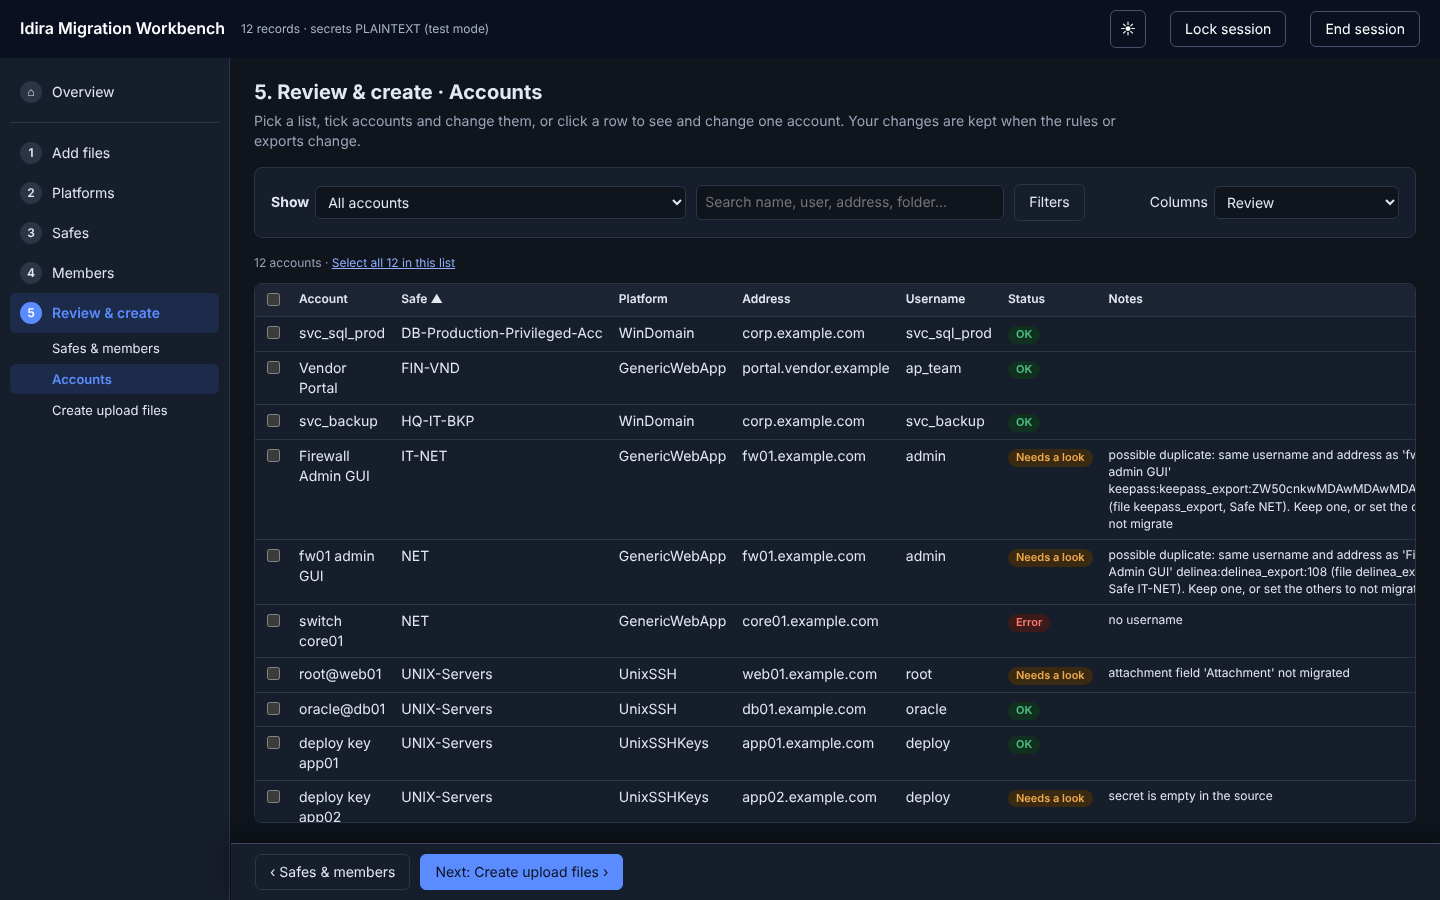 Idira Migration Workbench
12 records · secrets PLAINTEXT (test mode)
☀
Lock session
End session
⌂ Overview
1 Add files
2 Platforms
3 Safes
4 Members
5 Review & create
Safes & members
Accounts
Create upload files
5. Review & create · Accounts
Pick a list, tick accounts and change them, or click a row to see and change one account. Your changes are kept when the rules or
exports change.
Show All accounts Search name, user, address, folder... Filters Columns Review
12 accounts · Select all 12 in this list
Account Safe ▲ Platform Address Username Status Notes
svc_sql_prod DB-Production-Privileged-Acc WinDomain corp.example.com svc_sql_prod OK
Vendor FIN-VND GenericWebApp portal.vendor.example ap_team OK
Portal
svc_backup HQ-IT-BKP WinDomain corp.example.com svc_backup OK
Firewall IT-NET GenericWebApp fw01.example.com admin Needs a look possible duplicate: same username and address as 'fw
Admin GUI admin GUI'
keepass:keepass_export:ZW50cnkwMDAwMDAwMDA
(file keepass_export, Safe NET). Keep one, or set the o
not migrate
fw01 admin NET GenericWebApp fw01.example.com admin Needs a look possible duplicate: same username and address as 'Fi
GUI Admin GUI' delinea:delinea_export:108 (file delinea_ex
Safe IT-NET). Keep one, or set the others to not migrat
switch NET GenericWebApp core01.example.com Error no username
core01
root@web01 UNIX-Servers UnixSSH web01.example.com root Needs a look attachment field 'Attachment' not migrated
oracle@db01 UNIX-Servers UnixSSH db01.example.com oracle OK
deploy key UNIX-Servers UnixSSHKeys app01.example.com deploy OK
app01
deploy key UNIX-Servers UnixSSHKeys app02.example.com deploy Needs a look secret is empty in the source
app02
‹ Safes & members
Next: Create upload files ›